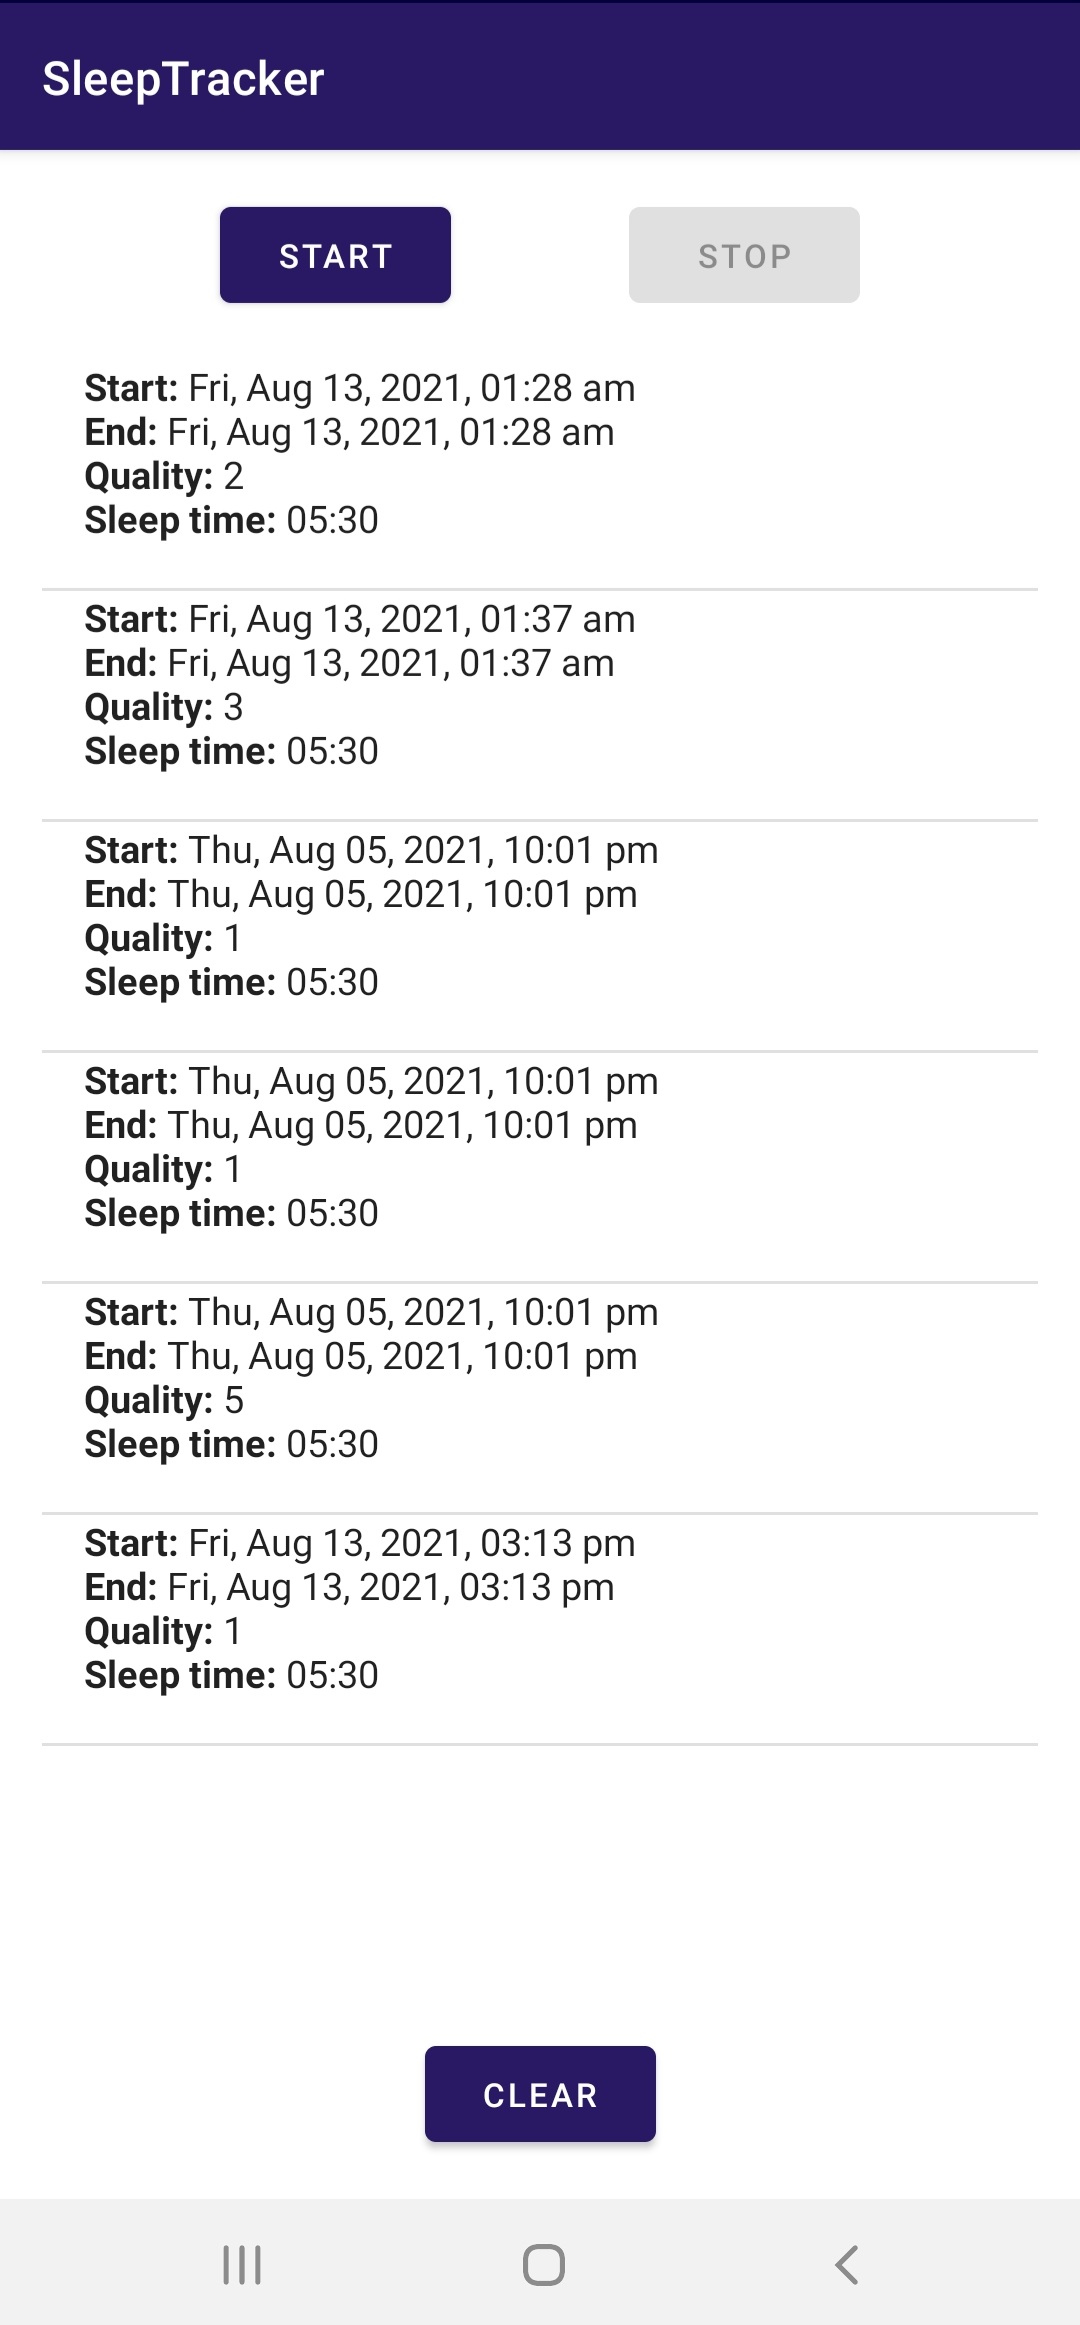 SleepTracker
START STOP
Start: Fri, Aug 13, 2021, 01:28 am
End: Fri, Aug 13, 2021, 01:28 am
Quality: 2
Sleep time: 05:30
Start: Fri, Aug 13, 2021, 01:37 am
End: Fri, Aug 13, 2021, 01:37 am
Quality: 3
Sleep time: 05:30
Start: Thu, Aug 05, 2021, 10:01 pm
End: Thu, Aug 05, 2021, 10:01 pm
Quality: 1
Sleep time: 05:30
Start: Thu, Aug 05, 2021, 10:01 pm
End: Thu, Aug 05, 2021, 10:01 pm
Quality: 1
Sleep time: 05:30
Start: Thu, Aug 05, 2021, 10:01 pm
End: Thu, Aug 05, 2021, 10:01 pm
Quality: 5
Sleep time: 05:30
Start: Fri, Aug 13, 2021, 03:13 pm
End: Fri, Aug 13, 2021, 03:13 pm
Quality: 1
Sleep time: 05:30
CLEAR